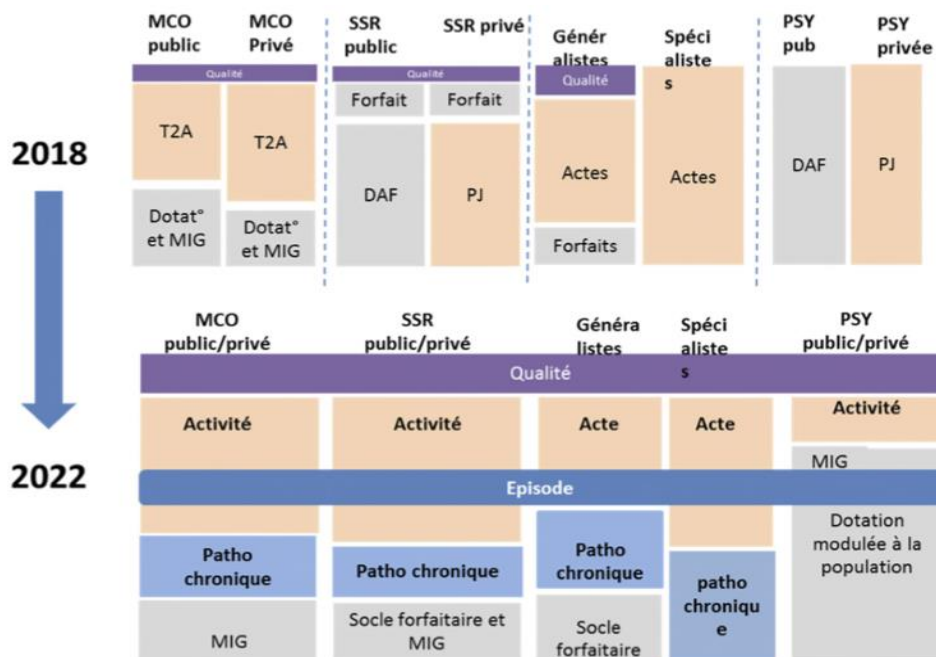 MCO
public
MCO
Privé
SSR
public
SSR privé
Génér
alistes
Spéci
aliste
s
PSY
pub
PSY
privée
Qualité
Qualité
Qualité
2018
T2A
T2A
Dotat°
et MIG
Dotat°
et MIG
Forfait
Forfait
DAF
PJ
Actes
Forfaits
Actes
DAF
PJ
MCO
public/privé
SSR
public/privé
Généra
listes
Spéci
aliste
s
PSY
public/privé
Qualité
2022
Activité
Activité
Acte
Acte
Activité
MIG
Episode
Patho
chronique
Patho chronique
Patho
chronique
patho
chroniqu
e
Dotation
modulée à la
population
MIG
Socle forfaitaire et
MIG
Socle
forfaitaire